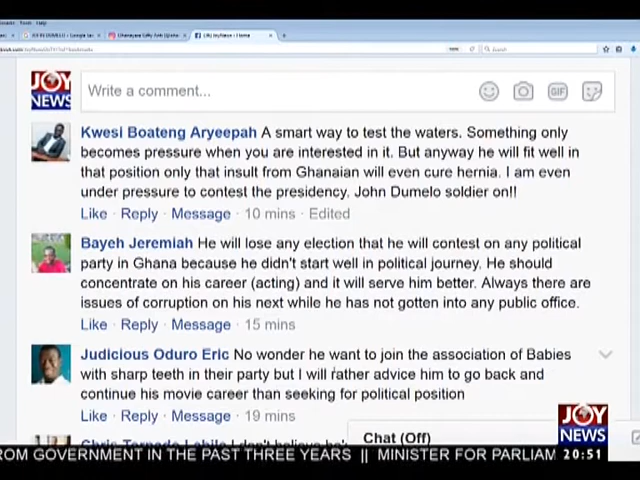 Tools Help
JOY NEWS
Write a comment...
GIF
Kwesi Boateng Aryeepah A smart way to test the waters. Something only
becomes pressure when you are interested in it. But anyway he will fit well in
that position only that insult from Ghanaian will even cure hernia. I am even
under pressure to contest the presidency. John Dumelo soldier on!!
Like · Reply · Message · 10 mins · Edited
Bayeh Jeremiah He will lose any election that he will contest on any political
party in Ghana because he didn't start well in political journey. He should
concentrate on his career (acting) and it will serve him better. Always there are
issues of corruption on his next while he has not gotten into any public office.
Like · Reply · Message · 15 mins
Judicious Oduro Eric No wonder he want to join the association of Babies
with sharp teeth in their party but I will rather advice him to go back and
continue his movie career than seeking for political position
Like · Reply · Message · 19 mins
Chat (Off)
JOY
NEWS
ROM GOVERNMENT IN THE PAST THREE YEARS || MINISTER FOR PARLIAM
20:51